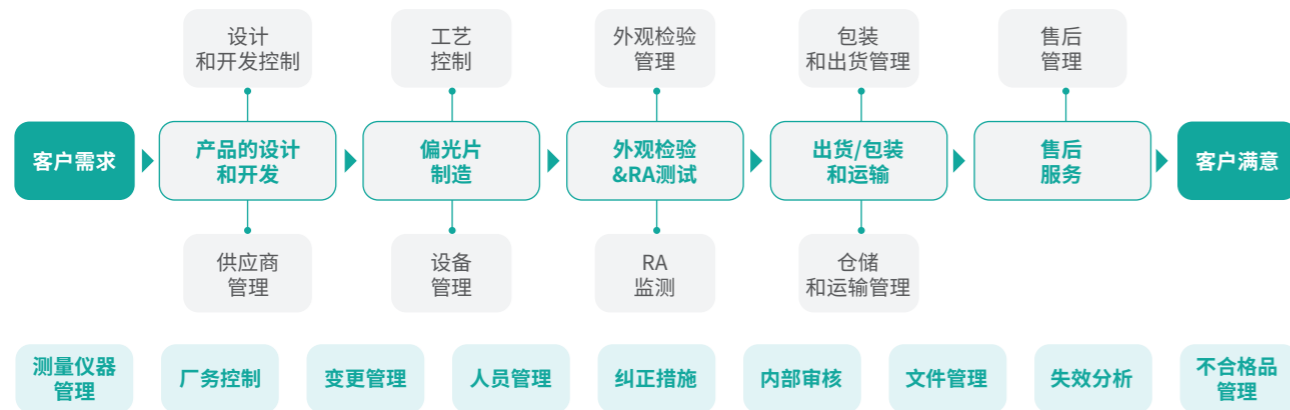 设计
和开发控制
工艺
控制
外观检验
管理
包装
和出货管理
售后
管理
客户需求
产品的设计
和开发
偏光片
制造
外观检验
&RA测试
出货/包装
和运输
售后
服务
客户满意
供应商
管理
设备
管理
RA
监测
仓储
和运输管理
测量仪器
管理
厂务控制
变更管理
人员管理
纠正措施
内部审核
文件管理
失效分析
不合格品
管理